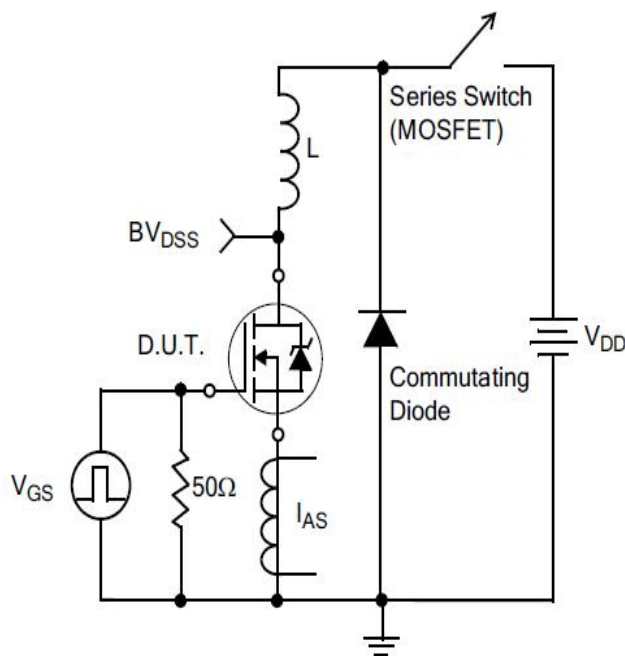 Series Switch
(MOSFET)
L
BVDSS
D.U.T.
VDD
Commutating
Diode
VGS
50Ω
IAS